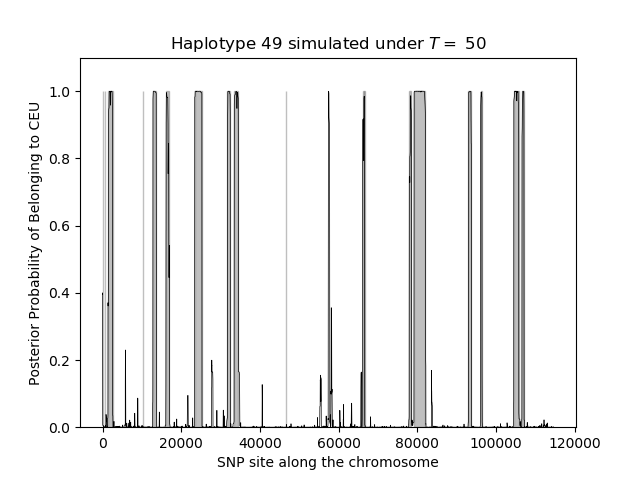 Haplotype 49 simulated under T = 50
Posterior Probability of Belonging to CEU
1.0
0.8
0.6
0.4
0.2
0.0
0 20000 40000 60000 80000 100000 120000
SNP site along the chromosome